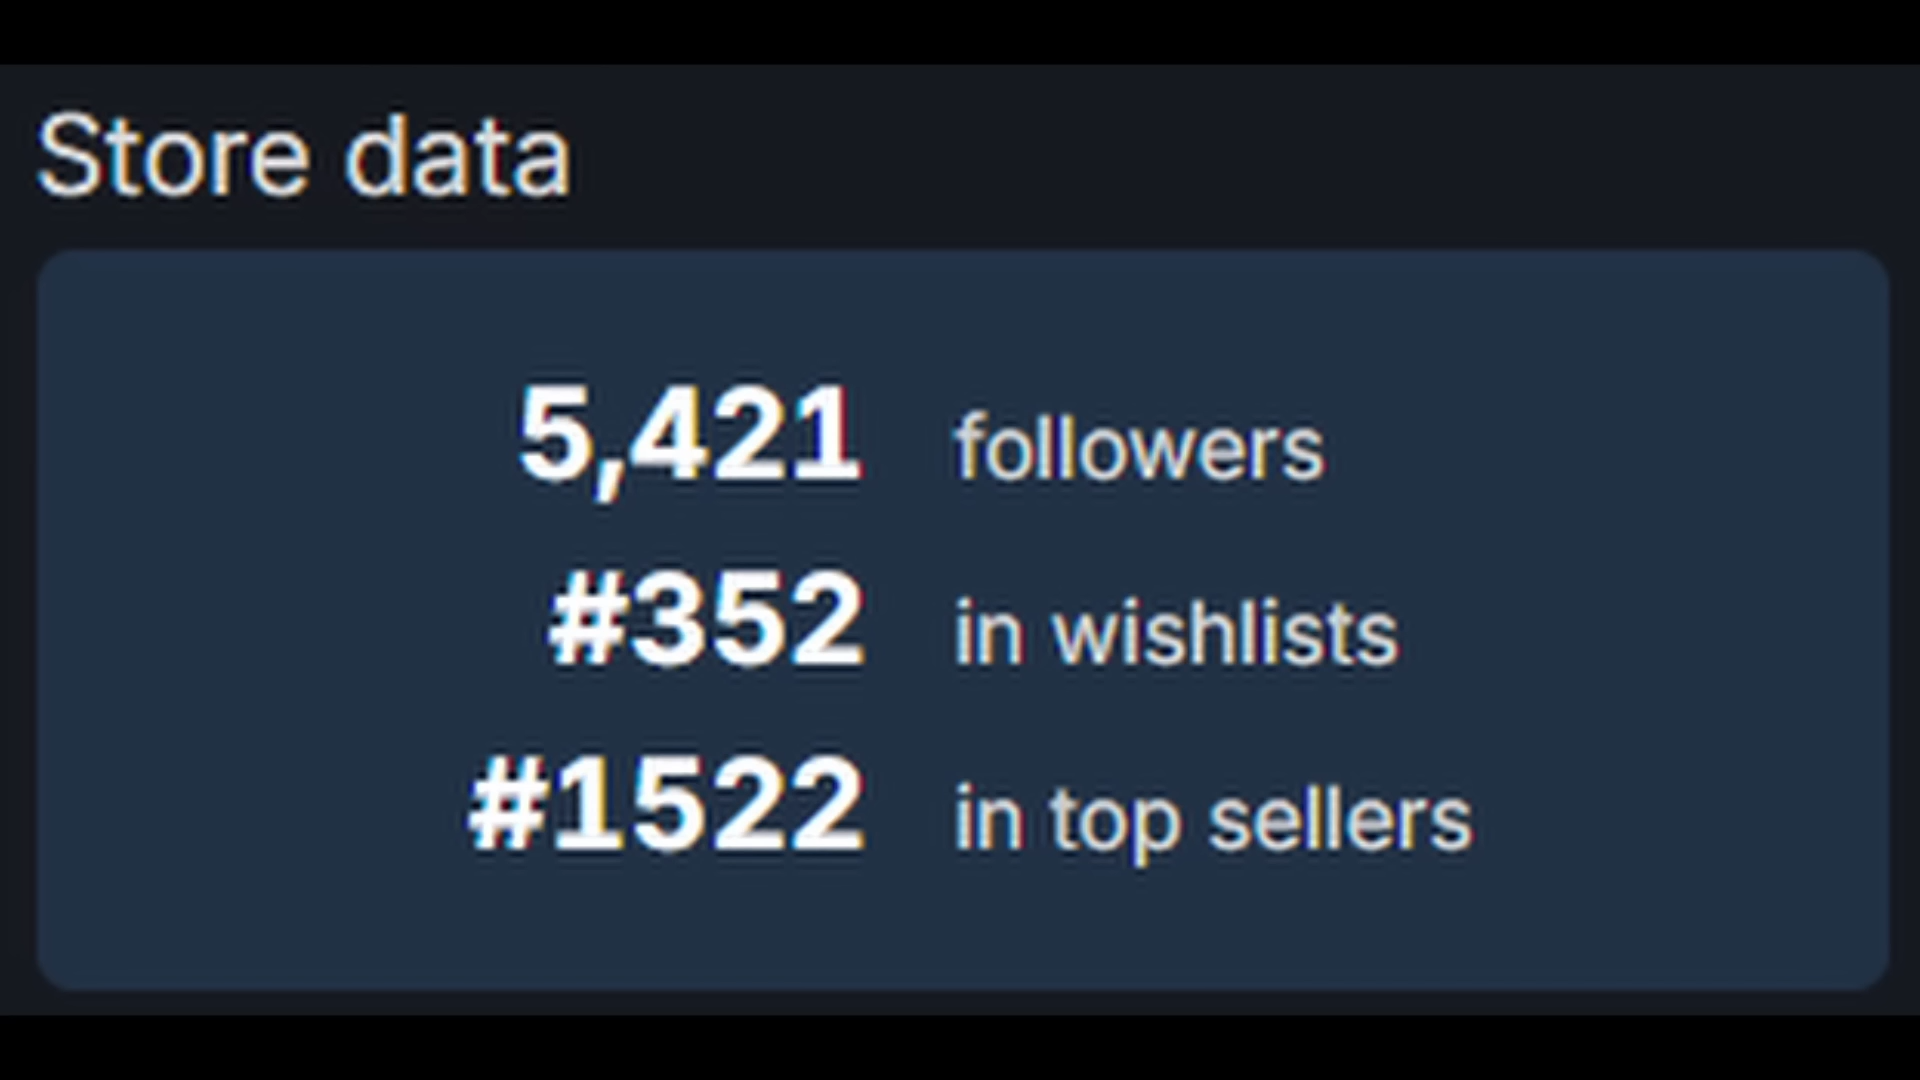 Store data
5,421 followers
#352 in wishlists
#1522 in top sellers